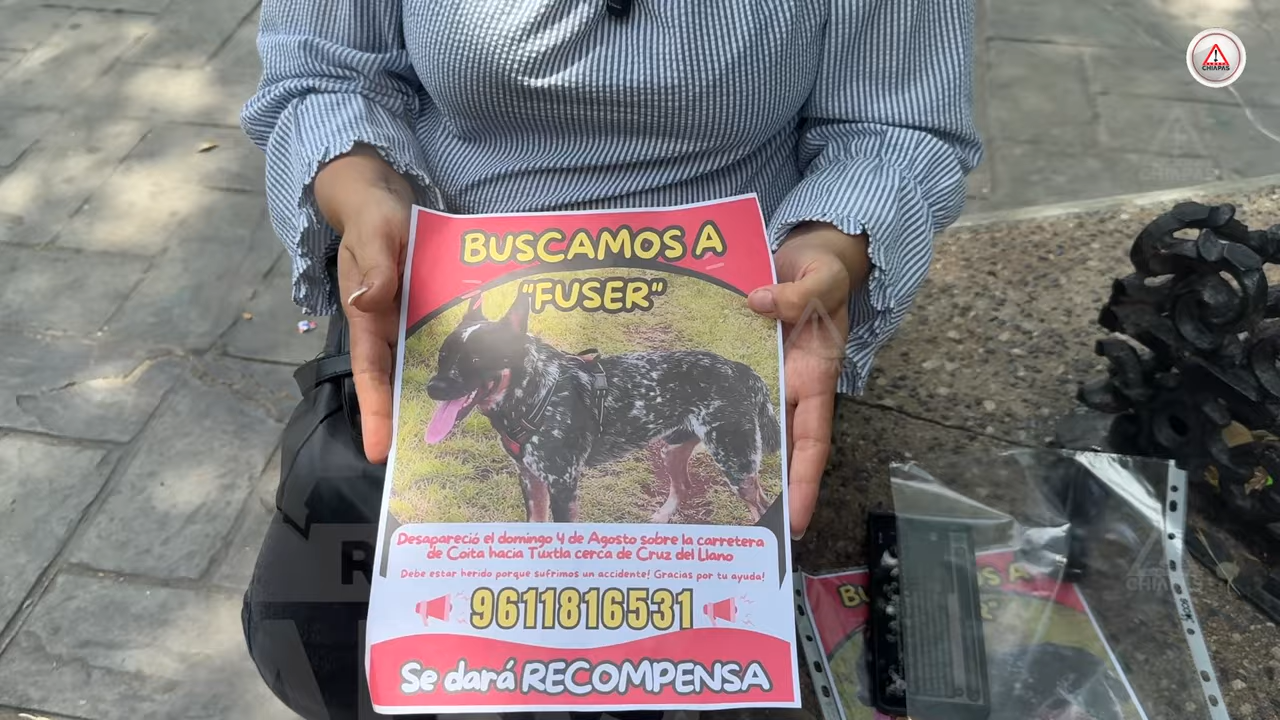 CHIAPAS
BUSCAMOS A
"FUSER"
Desapareció el domingo 4 de Agosto sobre la carretera
de Coita hacia Tuxtla cerca de Cruz del Llano
Debe estar herido porque sufrimos un accidente! Gracias por tu ayuda!
9611816531
Se dará RECOMPENSA